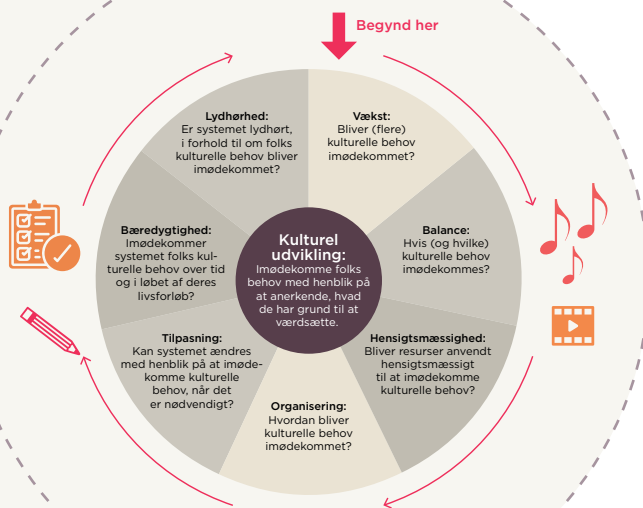 Begynd her
Vækst:
Bliver (flere)
kulturelle behov
imødekommet?
Balance:
Hvis (og hvilke)
kulturelle behov
imødekommes?
Hensigtsmæssighed:
Bliver resurser anvendt
hensigtsmæssigt
til at imødekomme
kulturelle behov?
Organisering:
Hvordan bliver
kulturelle behov
imødekommet?
Tilpasning:
Kan systemet ændres
med henblik på at imøde-
komme kulturelle
behov, når det
er nødvendigt?
Bæredygtighed:
Imødekommer
systemet folks kul-
turelle behov over tid
og i løbet af deres
livsforløb?
Lydhørhed:
Er systemet lydhørt,
i forhold til om folks
kulturelle behov bliver
imødekommet?
Kulturel
udvikling:
Imødekomme folks
behov med henblik på
at anerkende, hvad
de har grund til at
værdsætte.